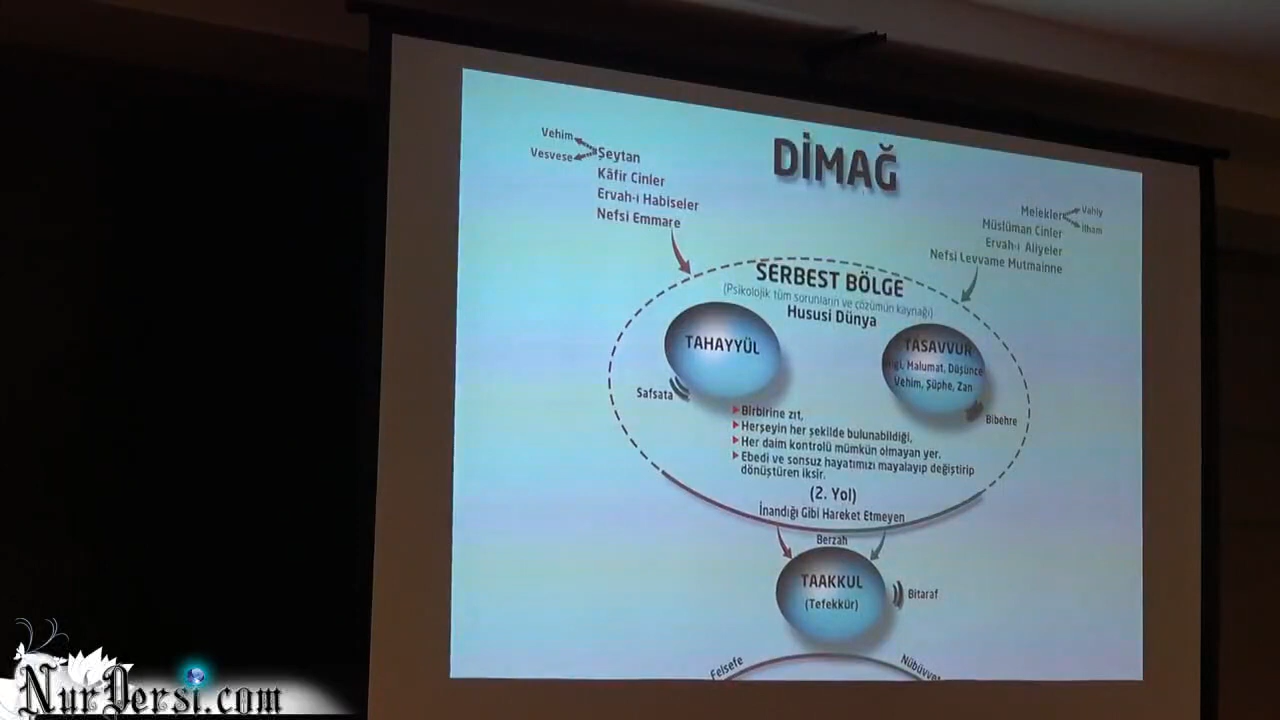 DİMAĞ
Vehim
Vesvese
Şeytan
Kâfir Cinler
Ervah-ı Habiseler
Nefsi Emmare
Melekler
Vahiy
İlham
Müslüman Cinler
Ervah-ı Aliyeler
Nefsi Levvame Mutmainne
SERBEST BÖLGE
(Psikolojik tüm sorunların ve çözümün kaynağı)
Hususi Dünya
TAHAYYÜL
Safsata
TASAVVUR
Malumat, Düşünce
Vehim, Şüphe, Zan
Bibehre
Birbirine zıt,
Herşeyin her şekilde bulunabildiği,
Her daim kontrolü mümkün olmayan yer.
Ebedi ve sonsuz hayatımızı mayalayıp değiştirip
dönüştüren iksir.
(2. Yol)
İnandığı Gibi Hareket Etmeyen
Berzah
TAAKKUL
(Tefekkür)
Bitaraf
Felsefe
NurDersi.com